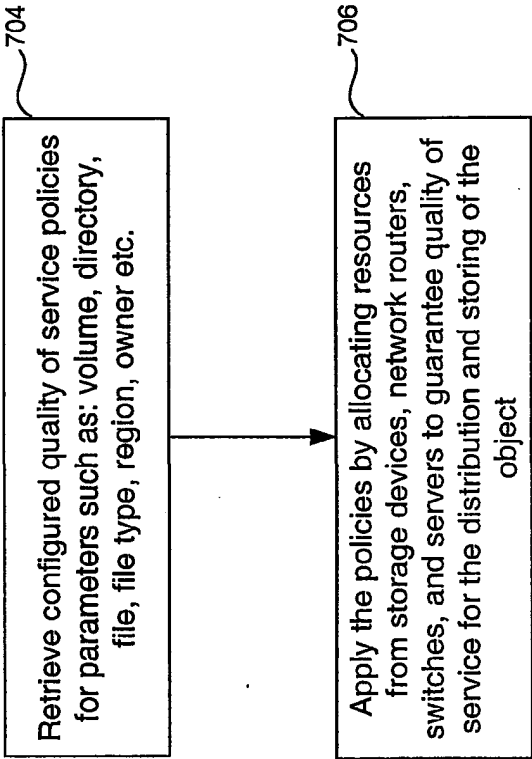 704
Retrieve configured quality of service policies
for parameters such as: volume, directory,
file, file type, region, owner etc.
706
Apply the policies by allocating resources
from storage devices, network routers,
switches, and servers to guarantee quality of
service for the distribution and storing of the
object